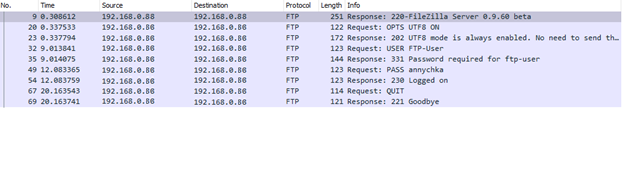 No. Time Source Destination Protocol Length Info
9 0.308612 192.168.0.88 192.168.0.88 FTP 251 Response: 220-FileZilla Server 0.9.60 beta
20 0.337533 192.168.0.88 192.168.0.88 FTP 122 Request: OPTS UTF8 ON
23 0.337794 192.168.0.88 192.168.0.88 FTP 172 Response: 202 UTF8 mode is always enabled. No need to send th…
32 9.013841 192.168.0.88 192.168.0.88 FTP 123 Request: USER FTP-User
35 9.014075 192.168.0.88 192.168.0.88 FTP 144 Response: 331 Password required for ftp-user
49 12.083365 192.168.0.88 192.168.0.88 FTP 123 Request: PASS annychka
54 12.083759 192.168.0.88 192.168.0.88 FTP 123 Response: 230 Logged on
67 20.163543 192.168.0.88 192.168.0.88 FTP 114 Request: QUIT
69 20.163741 192.168.0.88 192.168.0.88 FTP 121 Response: 221 Goodbye